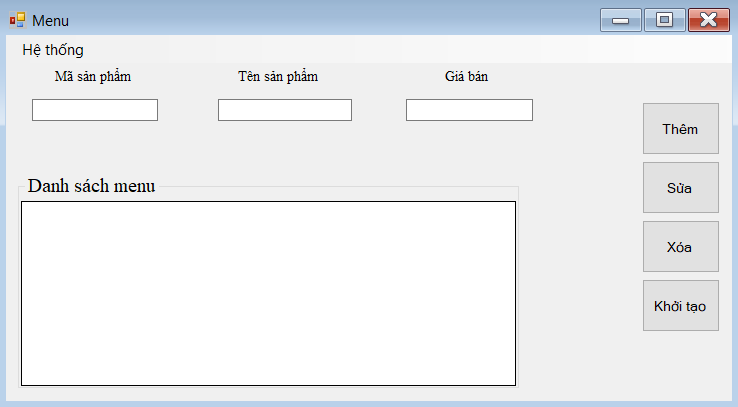 Menu
Hệ thống
Mã sản phẩm Tên sản phẩm Giá bán
Thêm
Danh sách menu
Sửa
Xóa
Khởi tạo